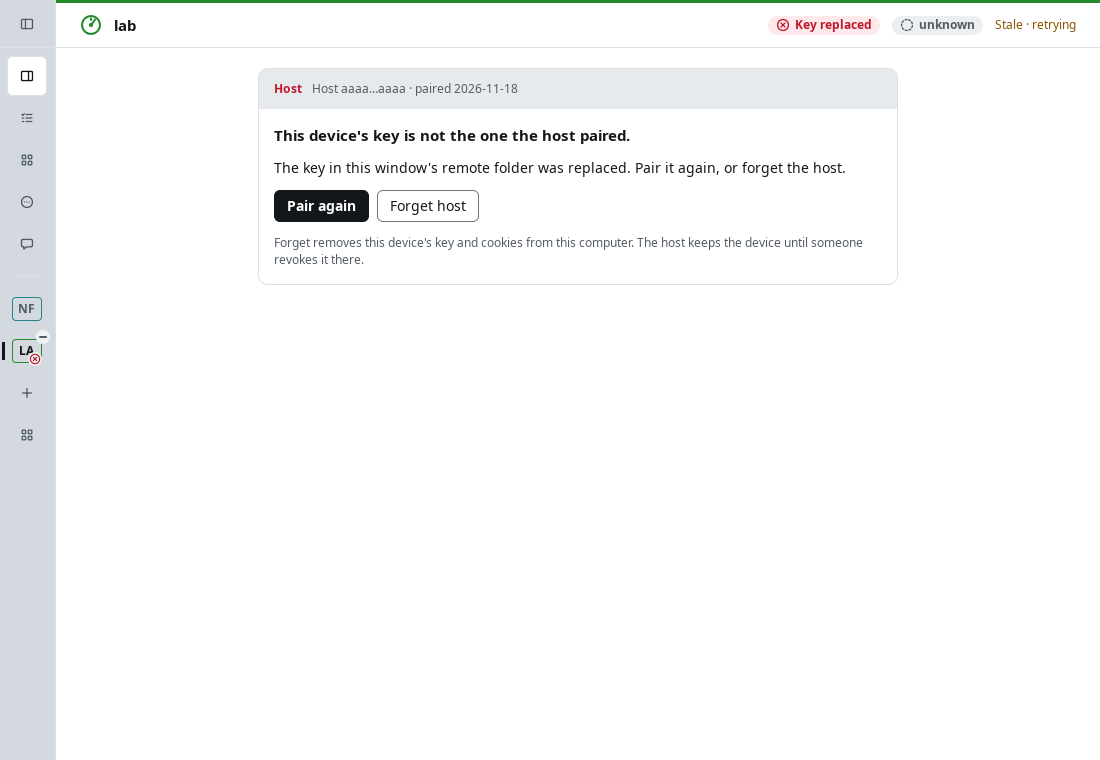 lab
Key replaced
unknown
Stale · retrying
Host Host aaaa…aaaa · paired 2026-11-18
This device's key is not the one the host paired.
The key in this window's remote folder was replaced. Pair it again, or forget the host.
Pair again
Forget host
Forget removes this device's key and cookies from this computer. The host keeps the device until someone
revokes it there.
NF
LA